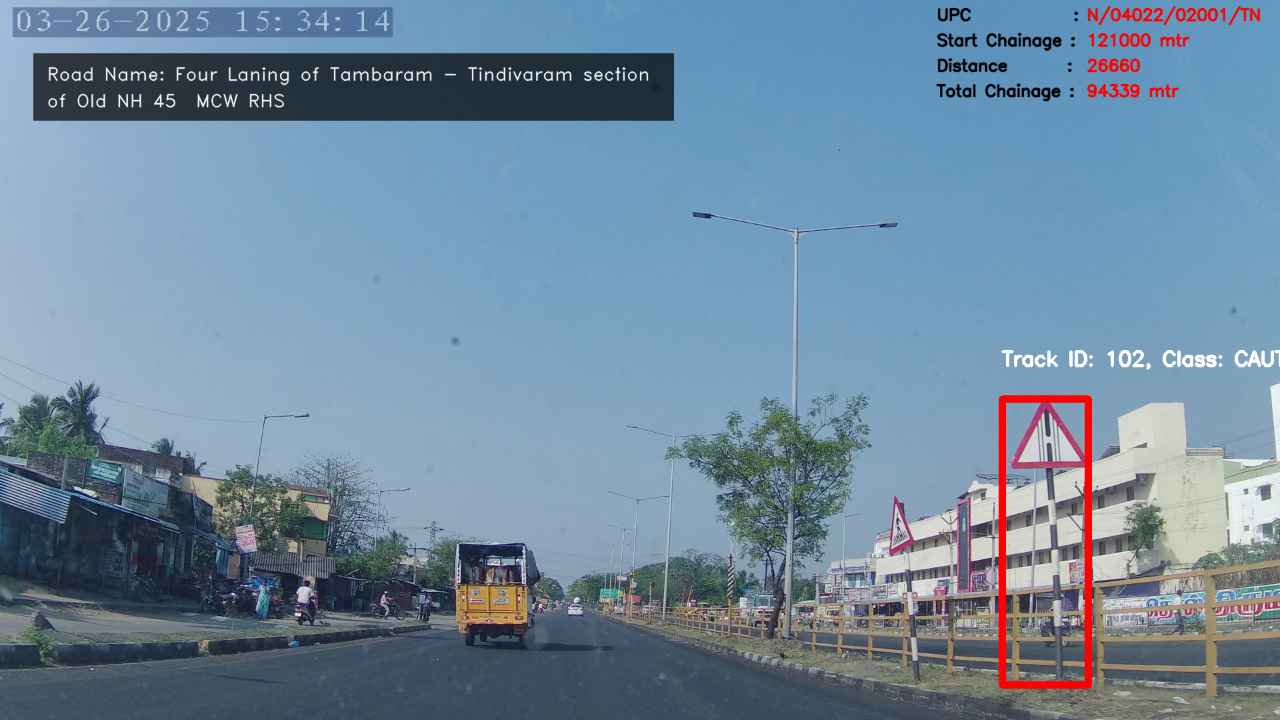 03-26-2025 15:34:14
Road Name: Four Laning of Tambaram - Tindivaram section
of Old NH 45 MCW RHS
UPC : N/04022/02001/TN
Start Chainage : 121000 mtr
Distance : 26660
Total Chainage : 94339 mtr
Track ID: 102, Class: CAUT